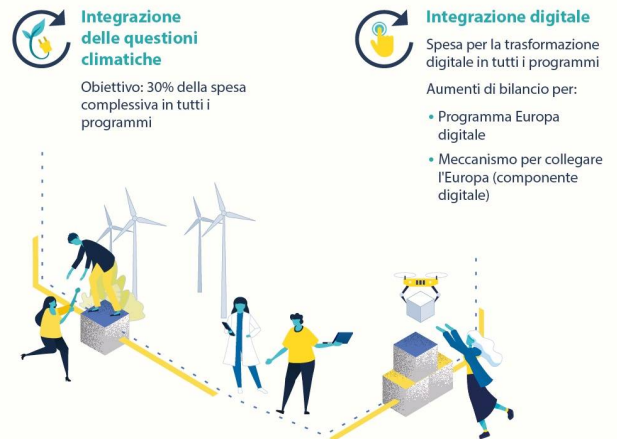 Integrazione
delle questioni
climatiche
Obiettivo: 30% della spesa
complessiva in tutti i
programmi
Integrazione digitale
Spesa per la trasformazione
digitale in tutti i programmi
Aumenti di bilancio per:
• Programma Europa
digitale
• Meccanismo per collegare
l'Europa (componente
digitale)